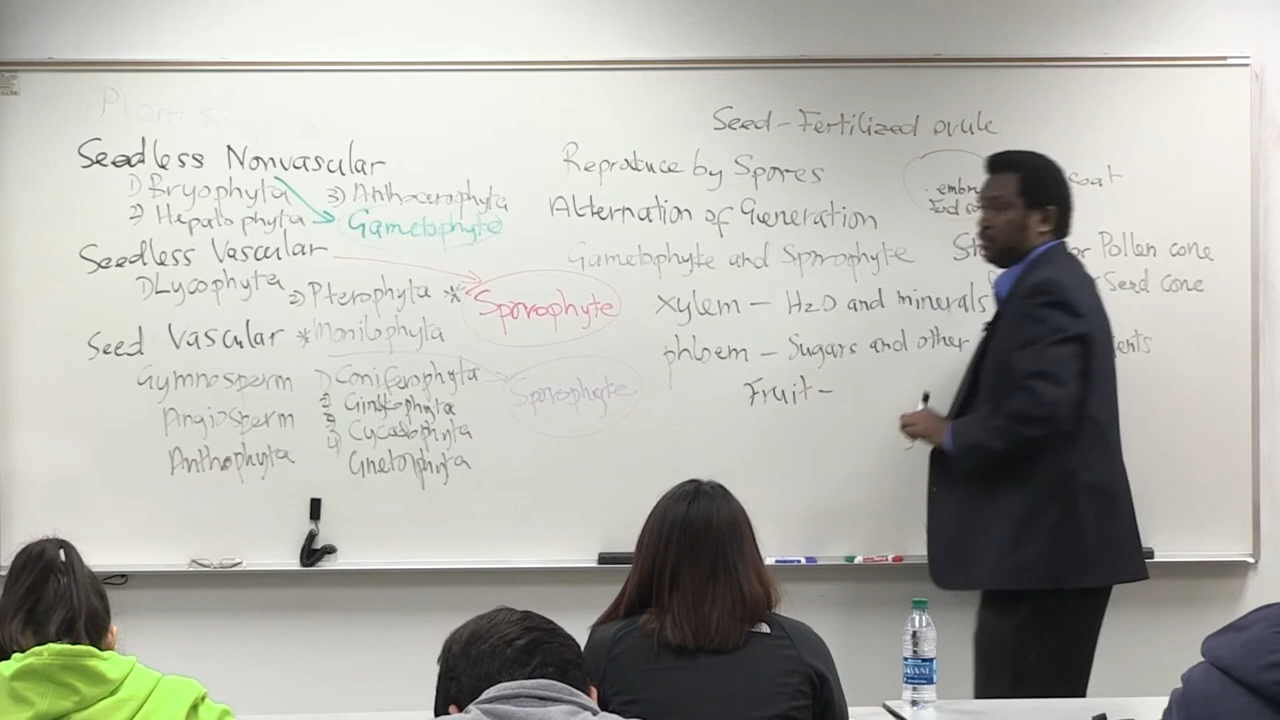 Seedless Nonvascular
1) Bryophyta 3) Anthocerophyta
2) Hepatophyta Gametophyte
Seedless Vascular
1) Lycophyta 2) Pterophyta * Sporophyte
Seed Vascular * Monilophyta
Gymnosperm 1) Coniferophyta Sporophyte
2) Ginkophyta
Angiosperm 3) Cycadophyta
Anthophyta 4) Gnetophyta
Seed - Fertilized ovule
Reproduce by Spores
Alternation of Generation
Gametophyte and Sporophyte
or Pollen cone
Seed cone
Xylem - H2O and minerals
phloem - Sugars and other
Fruit -
DASANI